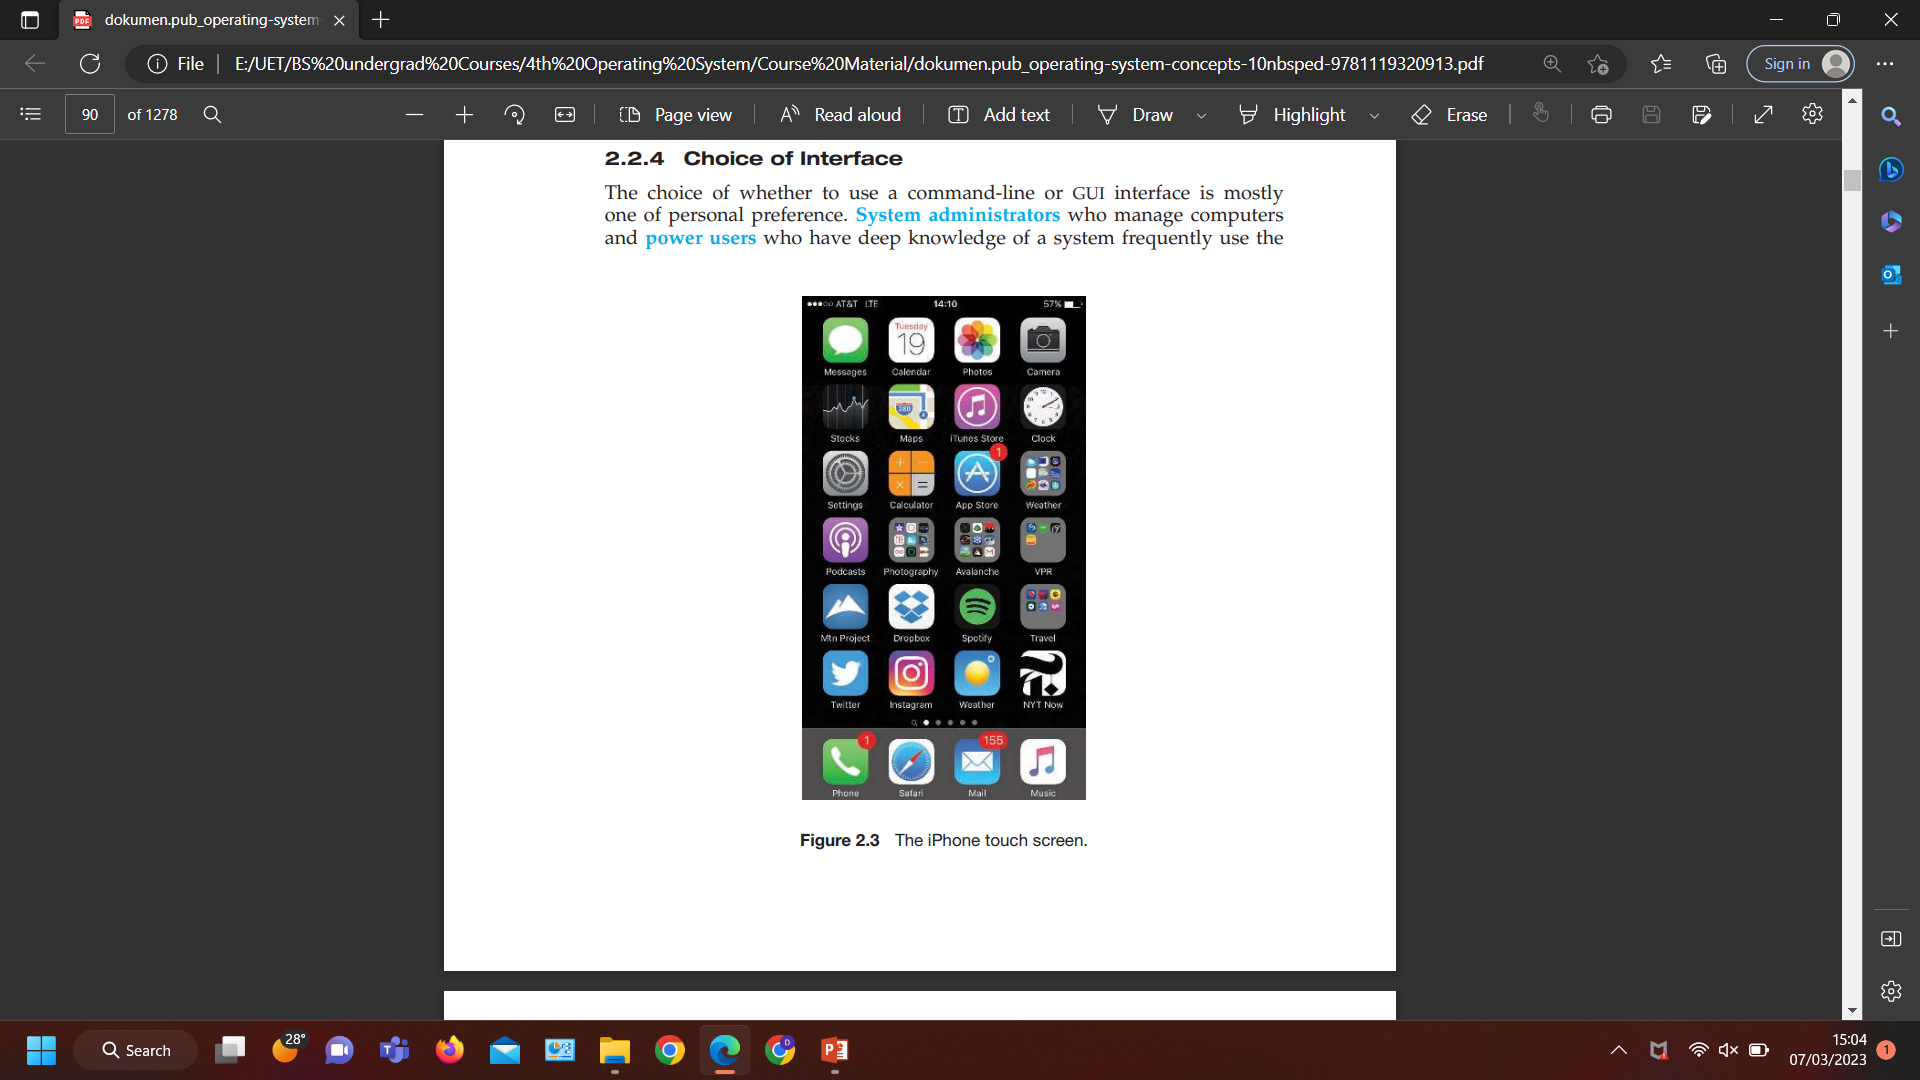 dokumen.pub_operating-system-
File
E:/UET/BS%20undergrad%20Courses/4th%20Operating%20System/Course%20Material/dokumen.pub_operating-system-concepts-10nbsped-9781119320913.pdf
Sign in
90 of 1278
Page view
Read aloud
Add text
Draw
Highlight
Erase
2.2.4 Choice of Interface
The choice of whether to use a command-line or GUI interface is mostly
one of personal preference. System administrators who manage computers
and power users who have deep knowledge of a system frequently use the
AT&T LTE 14:10 57%
Tuesday
19
Messages Calendar Photos Camera
280
Stocks Maps iTunes Store Clock
1
Settings Calculator App Store Weather
Podcasts Photography Avalanche VPR
Mtn Project Dropbox Spotify Travel
Twitter Instagram Weather NYT Now
1 155
Phone Safari Mail Music
Figure 2.3 The iPhone touch screen.
Search
28°
15:04
07/03/2023
1